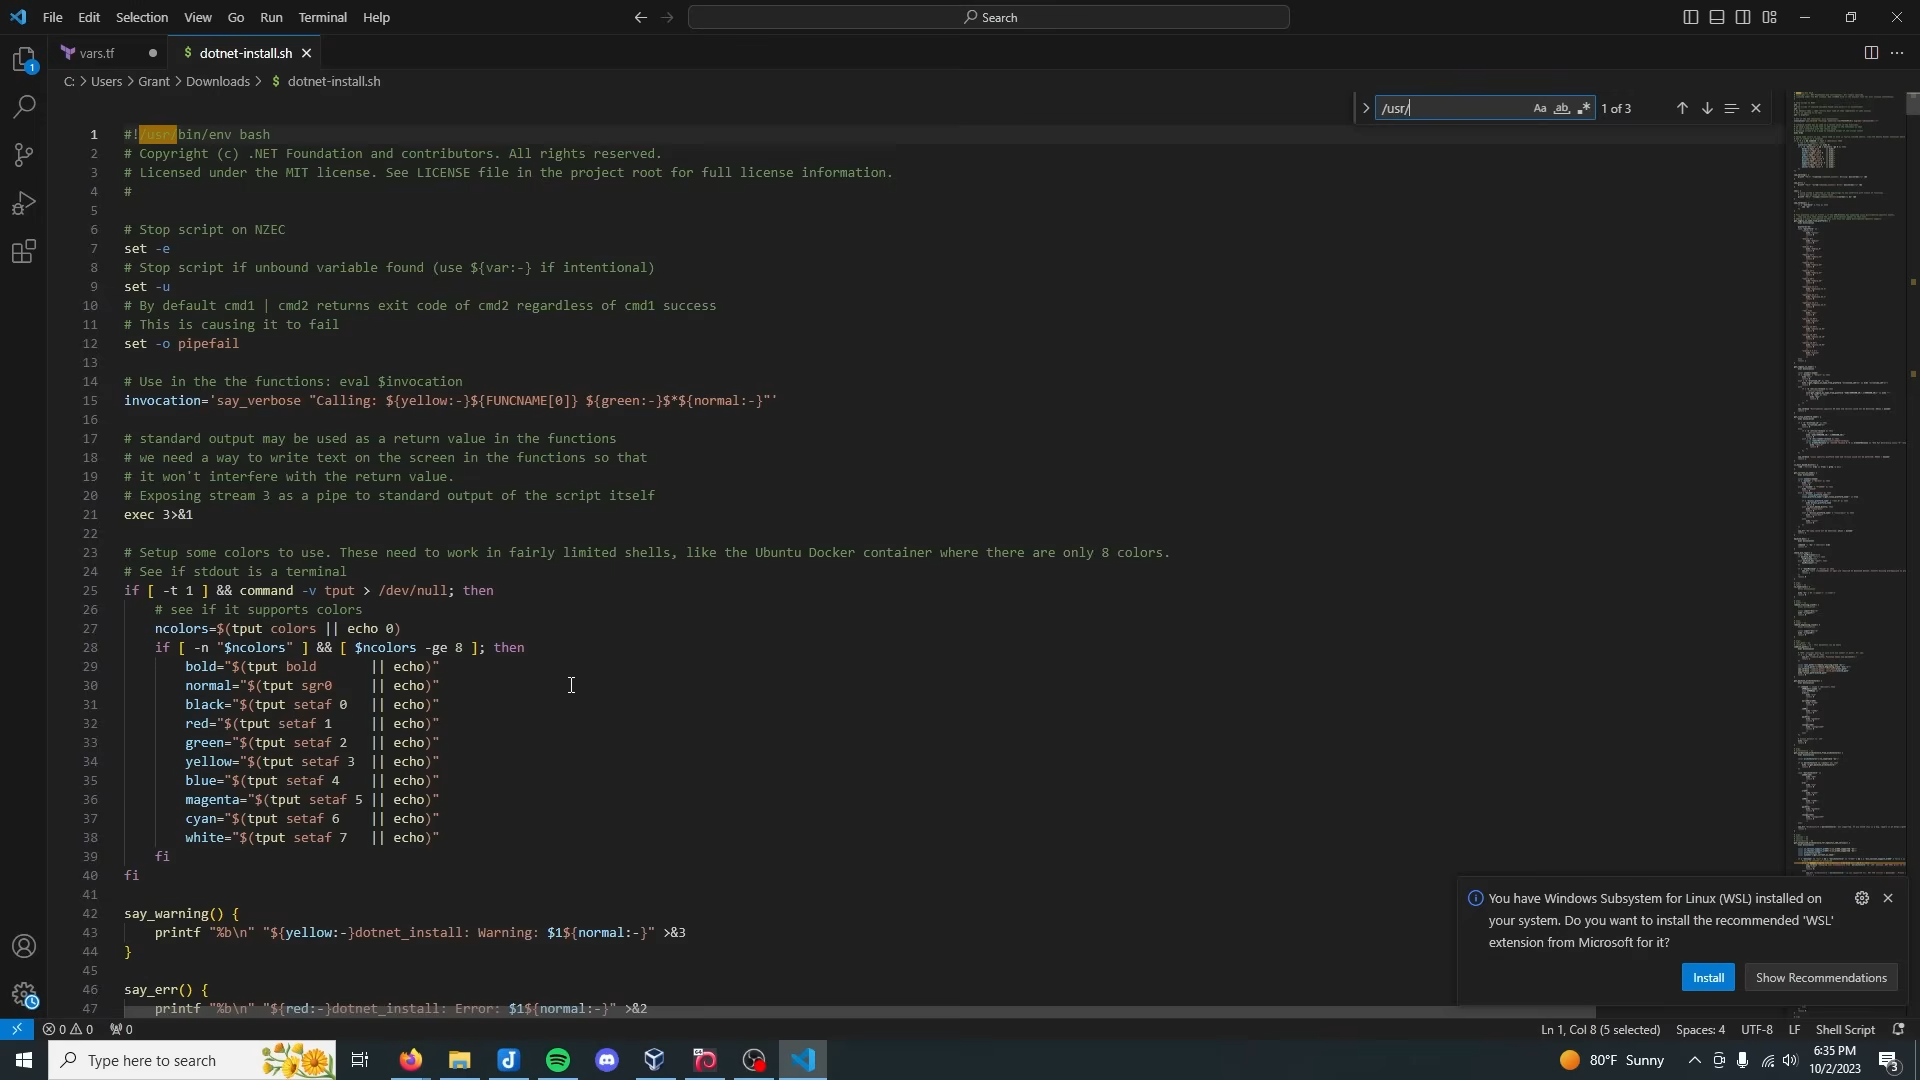 File Edit Selection View Go Run Terminal Help
Search
vars.tf
$ dotnet-install.sh
C: > Users > Grant > Downloads > $ dotnet-install.sh
/usr/ Aa ab 1 of 3
1 #!/usr/bin/env bash
2 # Copyright (c) .NET Foundation and contributors. All rights reserved.
3 # Licensed under the MIT license. See LICENSE file in the project root for full license information.
4 #
5
6 # Stop script on NZEC
7 set -e
8 # Stop script if unbound variable found (use ${var:-} if intentional)
9 set -u
10 # By default cmd1 | cmd2 returns exit code of cmd2 regardless of cmd1 success
11 # This is causing it to fail
12 set -o pipefail
13
14 # Use in the the functions: eval $invocation
15 invocation='say_verbose "Calling: ${yellow:-}${FUNCNAME[0]} ${green:-}$*${normal:-}"'
16
17 # standard output may be used as a return value in the functions
18 # we need a way to write text on the screen in the functions so that
19 # it won't interfere with the return value.
20 # Exposing stream 3 as a pipe to standard output of the script itself
21 exec 3>&1
22
23 # Setup some colors to use. These need to work in fairly limited shells, like the Ubuntu Docker container where there are only 8 colors.
24 # See if stdout is a terminal
25 if [ -t 1 ] && command -v tput > /dev/null; then
26 # see if it supports colors
27 ncolors=$(tput colors || echo 0)
28 if [ -n "$ncolors" ] && [ $ncolors -ge 8 ]; then
29 bold="$(tput bold || echo)"
30 normal="$(tput sgr0 || echo)"
31 black="$(tput setaf 0 || echo)"
32 red="$(tput setaf 1 || echo)"
33 green="$(tput setaf 2 || echo)"
34 yellow="$(tput setaf 3 || echo)"
35 blue="$(tput setaf 4 || echo)"
36 magenta="$(tput setaf 5 || echo)"
37 cyan="$(tput setaf 6 || echo)"
38 white="$(tput setaf 7 || echo)"
39 fi
40 fi
41
42 say_warning() {
43 printf "%b\n" "${yellow:-}dotnet_install: Warning: $1${normal:-}" >&3
44 }
45
46 say_err() {
47 printf "%b\n" "${red:-}dotnet_install: Error: $1${normal:-}" >&2
You have Windows Subsystem for Linux (WSL) installed on
your system. Do you want to install the recommended 'WSL'
extension from Microsoft for it?
Install
Show Recommendations
1
0 0 0
Ln 1, Col 8 (5 selected) Spaces: 4 UTF-8 LF Shell Script
Type here to search
80°F Sunny
6:35 PM
10/2/2023
3